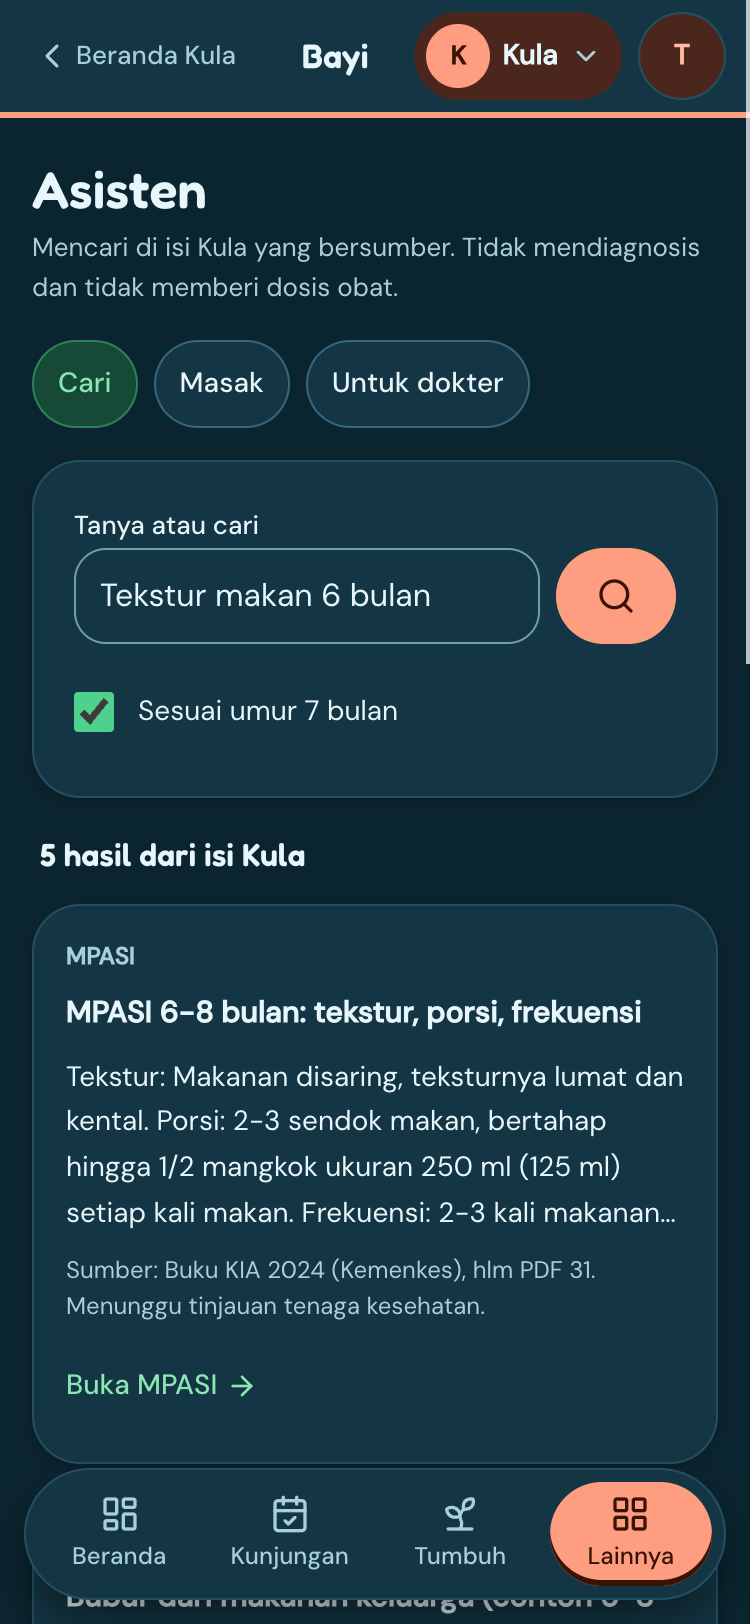 Beranda Kula
Bayi
K
Kula
T
Asisten
Mencari di isi Kula yang bersumber. Tidak mendiagnosis
dan tidak memberi dosis obat.
Cari
Masak
Untuk dokter
Tanya atau cari
Tekstur makan 6 bulan
Sesuai umur 7 bulan
5 hasil dari isi Kula
MPASI
MPASI 6–8 bulan: tekstur, porsi, frekuensi
Tekstur: Makanan disaring, teksturnya lumat dan
kental. Porsi: 2-3 sendok makan, bertahap
hingga 1/2 mangkok ukuran 250 ml (125 ml)
setiap kali makan. Frekuensi: 2-3 kali makanan...
Sumber: Buku KIA 2024 (Kemenkes), hlm PDF 31.
Menunggu tinjauan tenaga kesehatan.
Buka MPASI →
Beranda
Kunjungan
Tumbuh
Lainnya
Bubur dari makanan keluarga